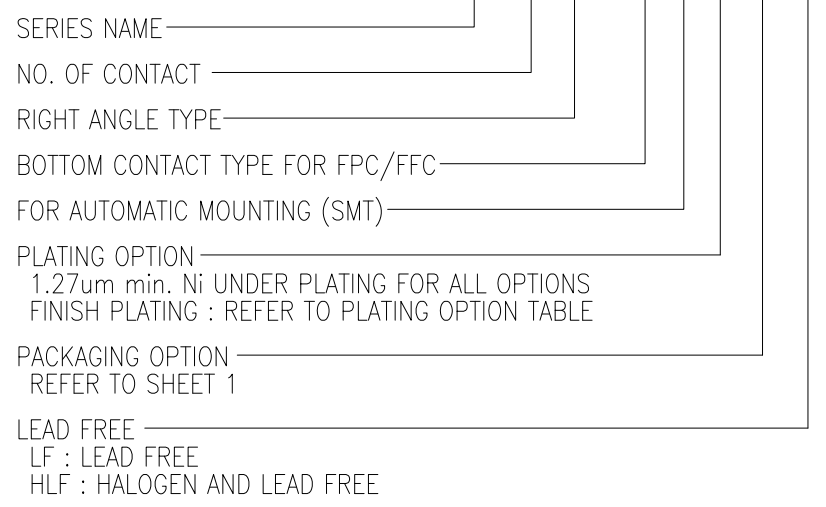 SERIES NAME
NO. OF CONTACT
RIGHT ANGLE TYPE
BOTTOM CONTACT TYPE FOR FPC/FFC
FOR AUTOMATIC MOUNTING (SMT)
PLATING OPTION
1.27um min. Ni UNDER PLATING FOR ALL OPTIONS
FINISH PLATING : REFER TO PLATING OPTION TABLE
PACKAGING OPTION
REFER TO SHEET 1
LEAD FREE
LF : LEAD FREE
HLF : HALOGEN AND LEAD FREE